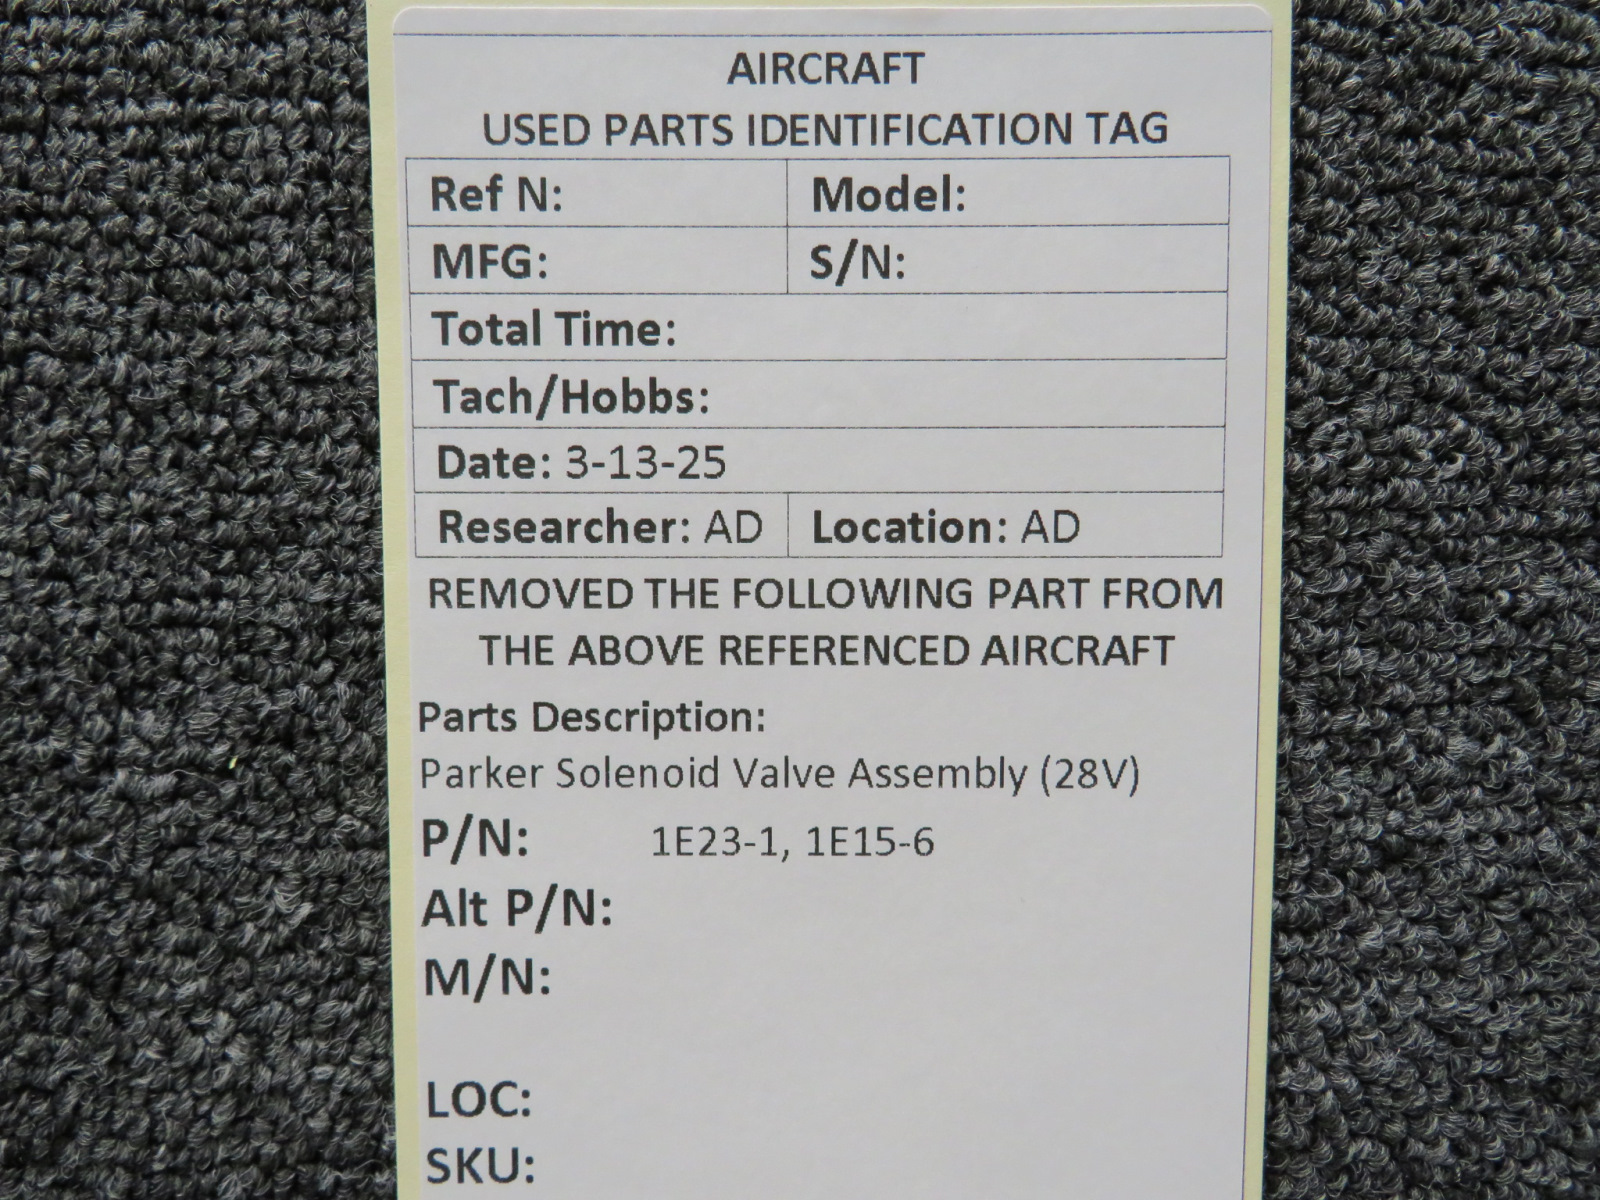 AIRCRAFT
USED PARTS IDENTIFICATION TAG
Ref N: Model:
MFG: S/N:
Total Time:
Tach/Hobbs:
Date: 3-13-25
Researcher: AD Location: AD
REMOVED THE FOLLOWING PART FROM
THE ABOVE REFERENCED AIRCRAFT
Parts Description:
Parker Solenoid Valve Assembly (28V)
P/N: 1E23-1, 1E15-6
Alt P/N:
M/N:
LOC:
SKU: